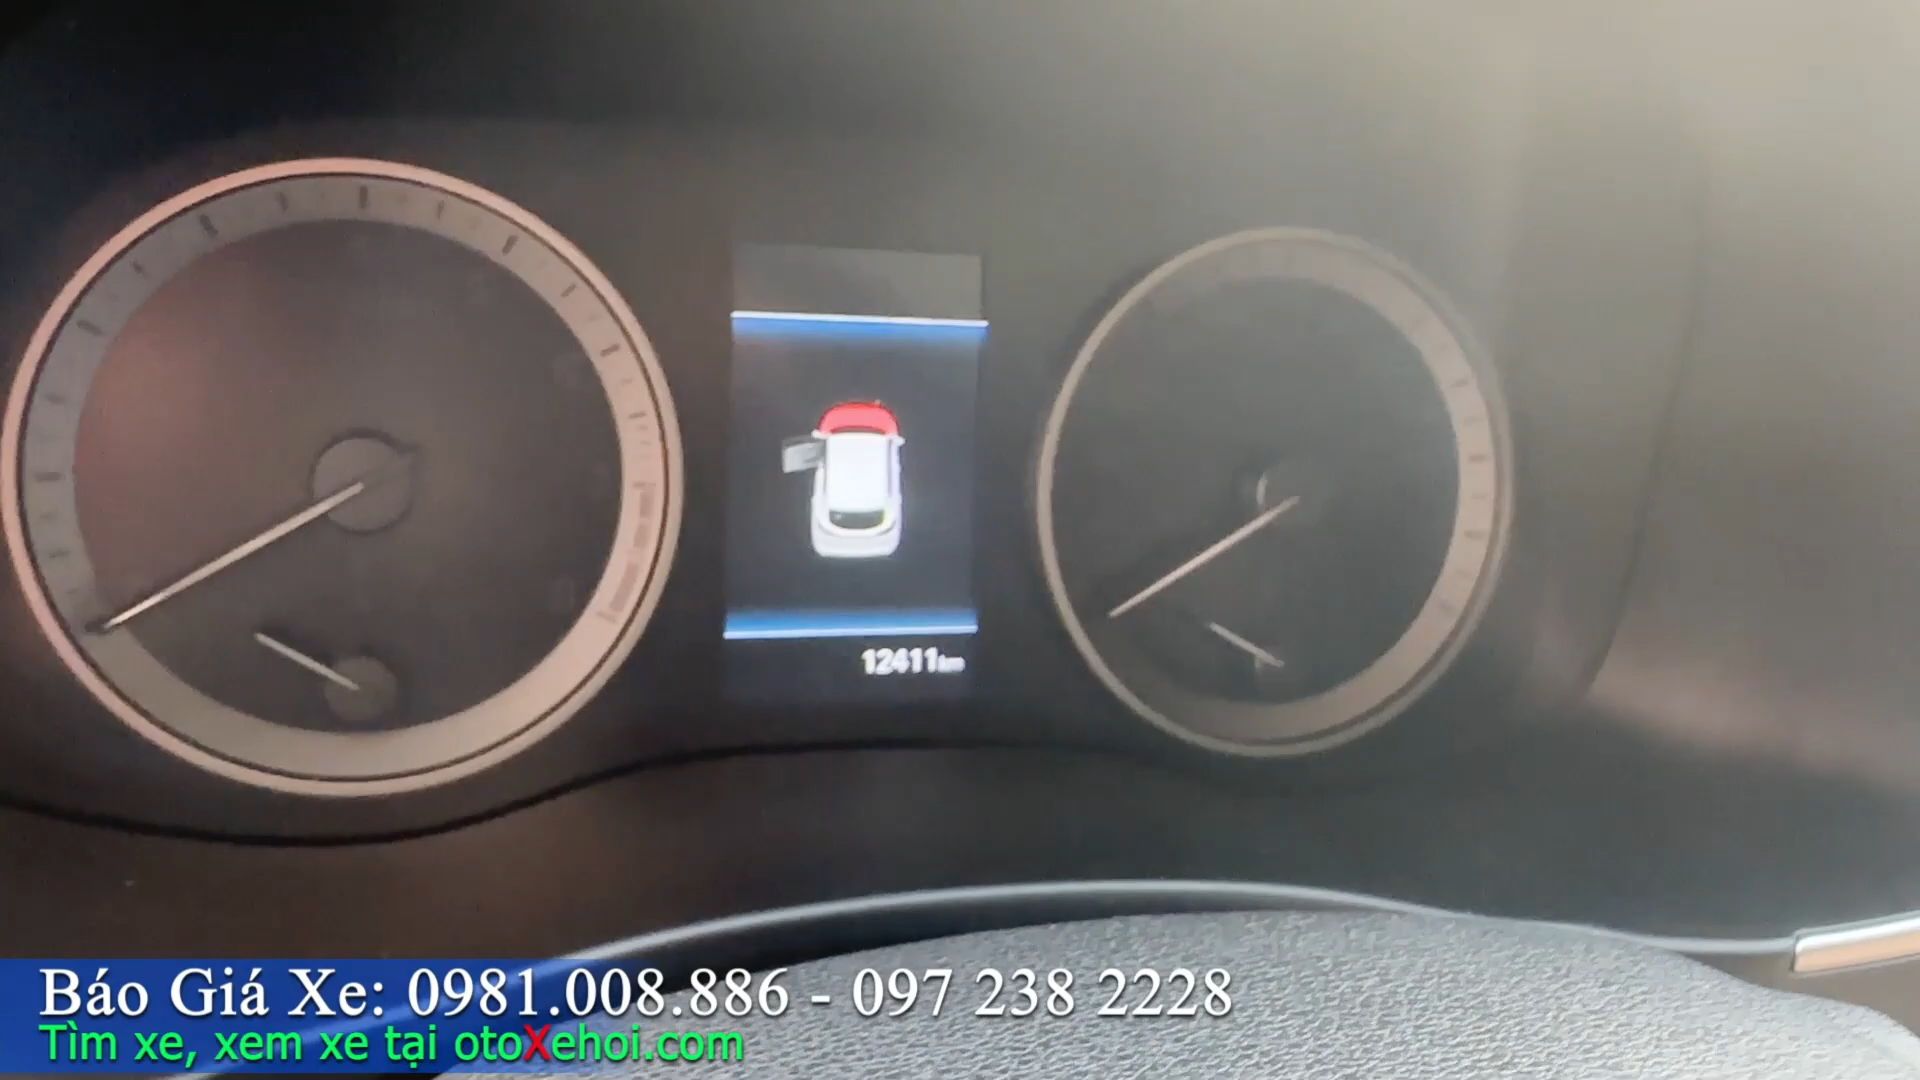 12411km
Báo Giá Xe: 0981.008.886 - 097 238 2228
Tìm xe, xem xe tại otoXehoi.com